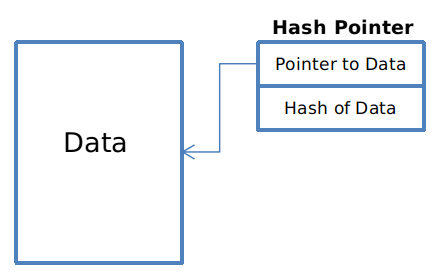 Hash Pointer
Pointer to Data
Hash of Data
Data